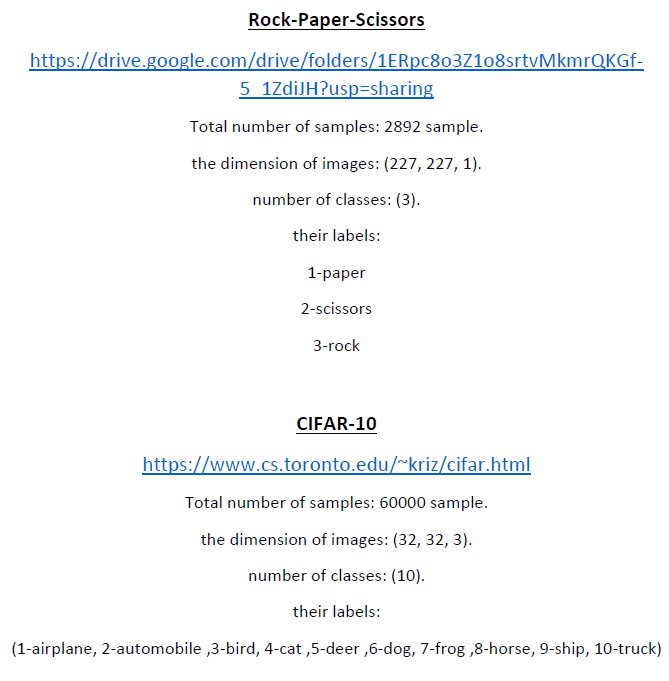 Rock-Paper-Scissors
https://drive.google.com/drive/folders/1ERpc8o3Z1o8srtvMkmrQKGf-
5_1ZdiJH?usp=sharing
Total number of samples: 2892 sample.
the dimension of images: (227, 227, 1).
number of classes: (3).
their labels:
1-paper
2-scissors
3-rock
CIFAR-10
https://www.cs.toronto.edu/~kriz/cifar.html
Total number of samples: 60000 sample.
the dimension of images: (32, 32, 3).
number of classes: (10).
their labels:
(1-airplane, 2-automobile ,3-bird, 4-cat ,5-deer ,6-dog, 7-frog ,8-horse, 9-ship, 10-truck)